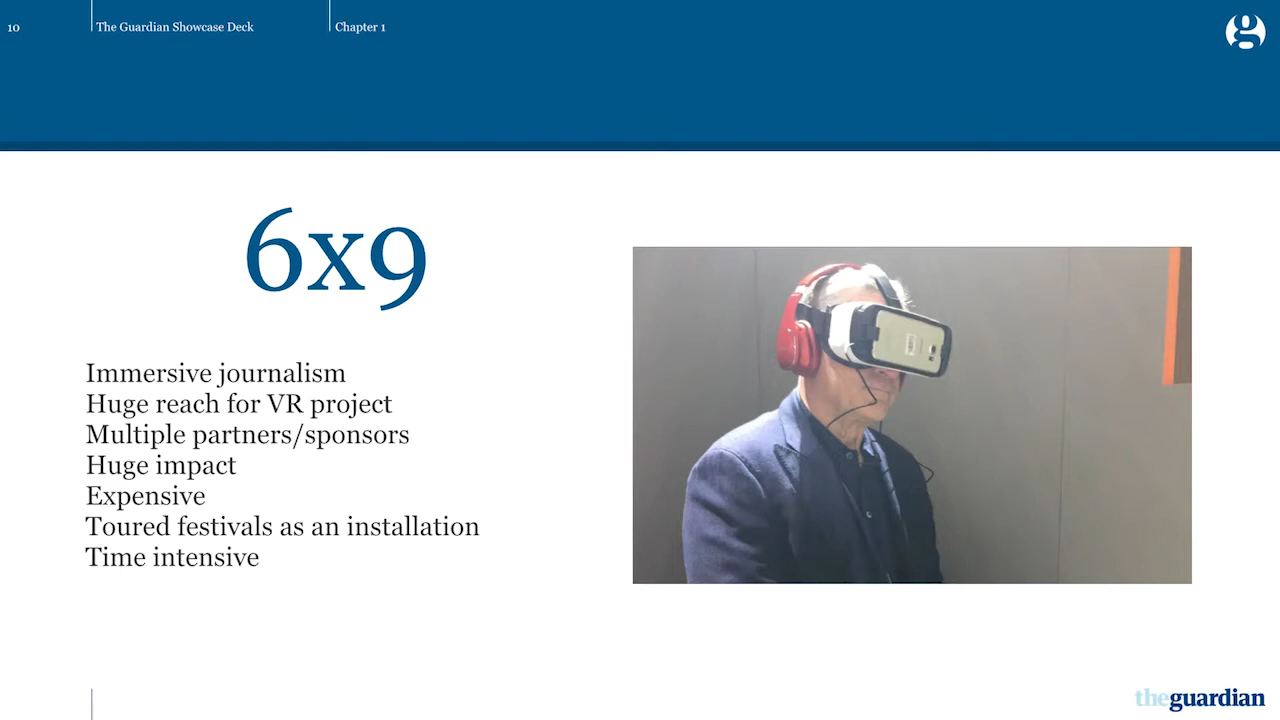 10
The Guardian Showcase Deck
Chapter 1
g
6x9
Immersive journalism
Huge reach for VR project
Multiple partners/sponsors
Huge impact
Expensive
Toured festivals as an installation
Time intensive
theguardian